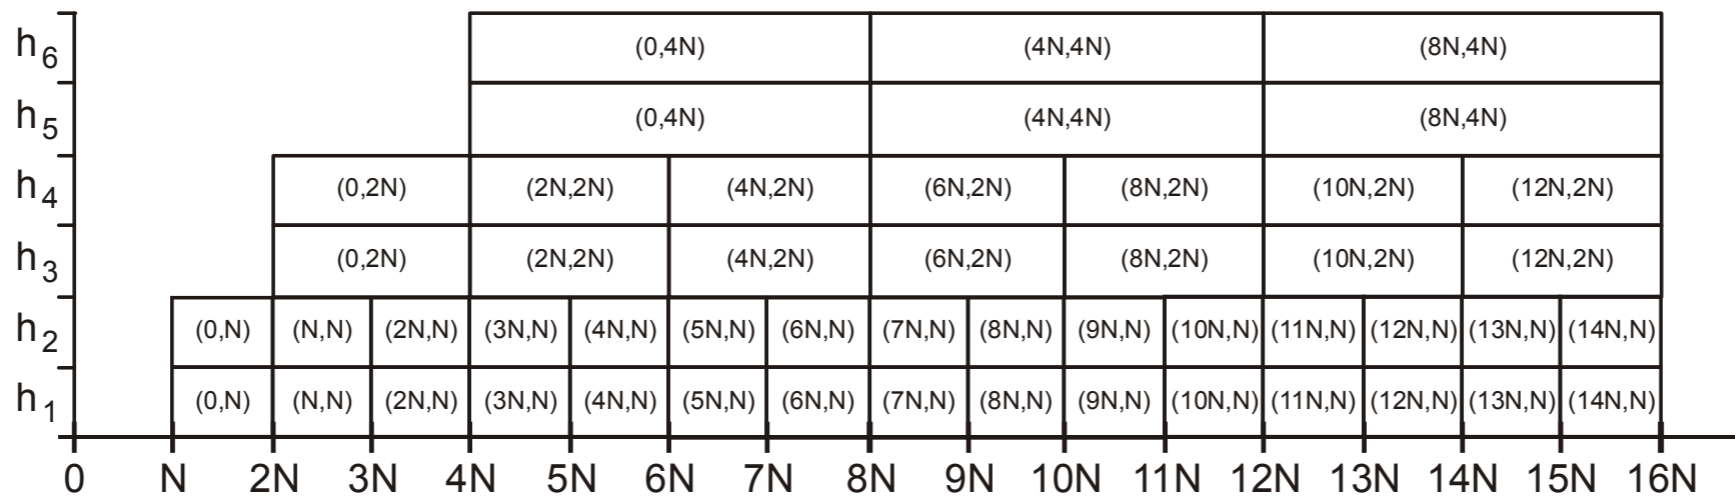 h6 (0,4N) (4N,4N) (8N,4N)
h5 (0,4N) (4N,4N) (8N,4N)
h4 (0,2N) (2N,2N) (4N,2N) (6N,2N) (8N,2N) (10N,2N) (12N,2N)
h3 (0,2N) (2N,2N) (4N,2N) (6N,2N) (8N,2N) (10N,2N) (12N,2N)
h2 (0,N) (N,N) (2N,N) (3N,N) (4N,N) (5N,N) (6N,N) (7N,N) (8N,N) (9N,N) (10N,N) (11N,N) (12N,N) (13N,N) (14N,N)
h1 (0,N) (N,N) (2N,N) (3N,N) (4N,N) (5N,N) (6N,N) (7N,N) (8N,N) (9N,N) (10N,N) (11N,N) (12N,N) (13N,N) (14N,N)
0 N 2N 3N 4N 5N 6N 7N 8N 9N 10N 11N 12N 13N 14N 15N 16N